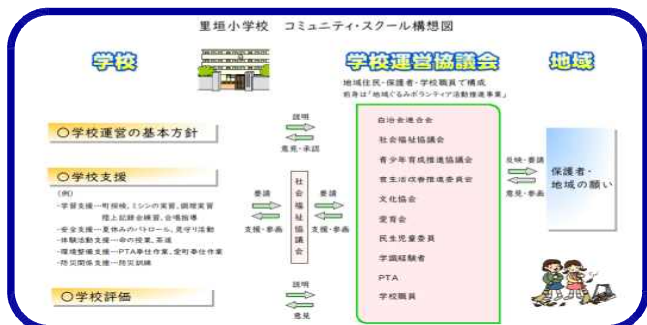 里垣小学校 コミュニティ・スクール構想図
学校
学校運営協議会
地域
地域住民・保護者・学校職員で構成
前身は「地域ぐるみボランティア活動推進事業」
〇学校運営の基本方針
説明
意見・承認
〇学校支援
(例)
・学習支援…町探検、ミシンの実習、調理実習
陸上記録会練習、合唱指導
・安全支援…夏休みのパトロール、見守り活動
・体験活動支援…命の授業、茶道
・環境整備支援…PTA奉仕作業、愛町奉仕作業
・防災関係支援…防災訓練
要請
支援・参画
社会福祉協議会
要請
支援・参画
〇学校評価
説明
意見
自治会連合会
社会福祉協議会
青少年育成推進協議会
食生活改善推進委員会
文化協会
愛育会
民生児童委員
学識経験者
PTA
学校職員
反映・要請
意見・参画
保護者・
地域の願い